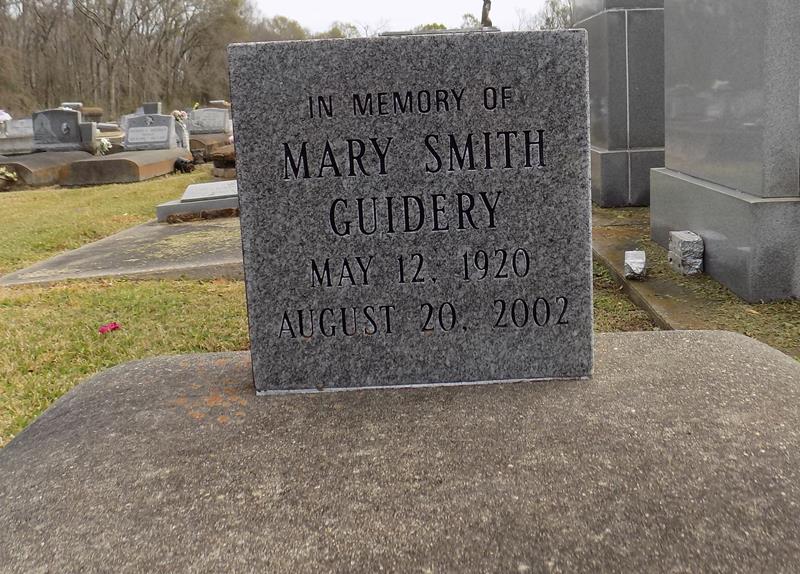 IN MEMORY OF
MARY SMITH
GUIDERY
MAY 12, 1920
AUGUST 20, 2002